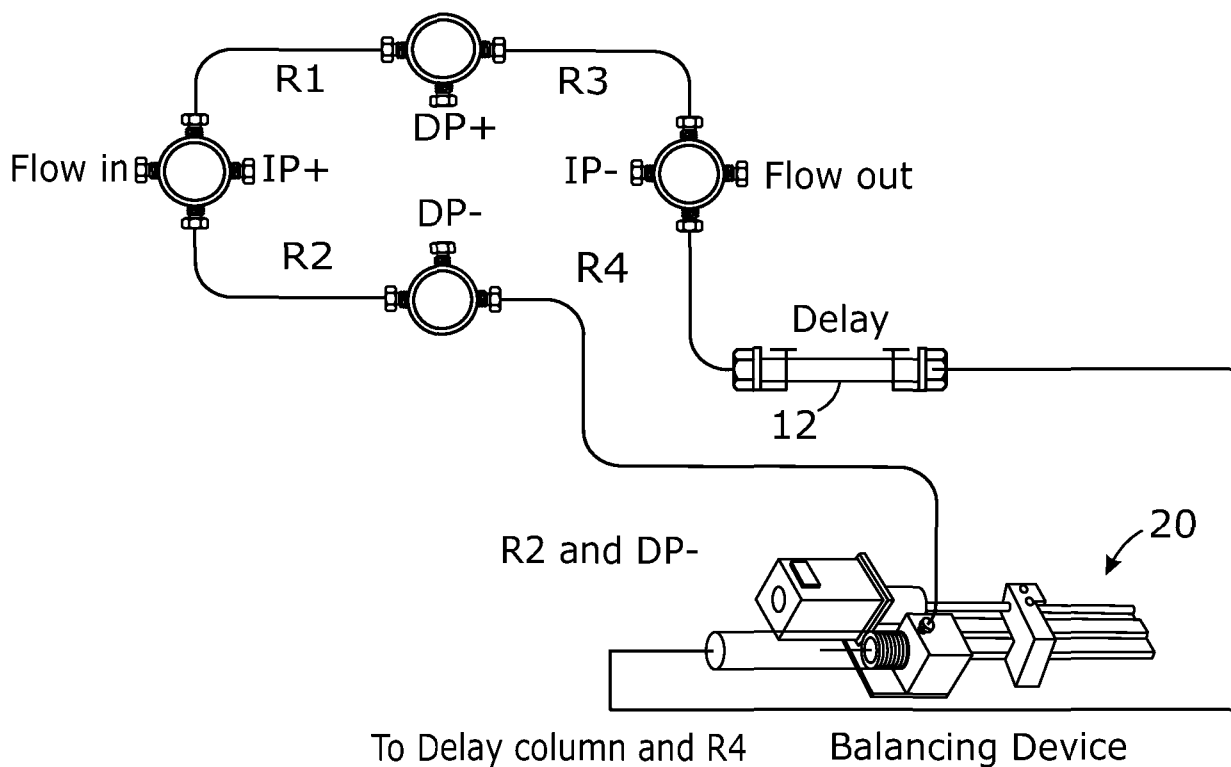 R1
R3
DP+
Flow in
IP+
IP-
Flow out
DP-
R2
R4
Delay
12
R2 and DP-
20
To Delay column and R4
Balancing Device